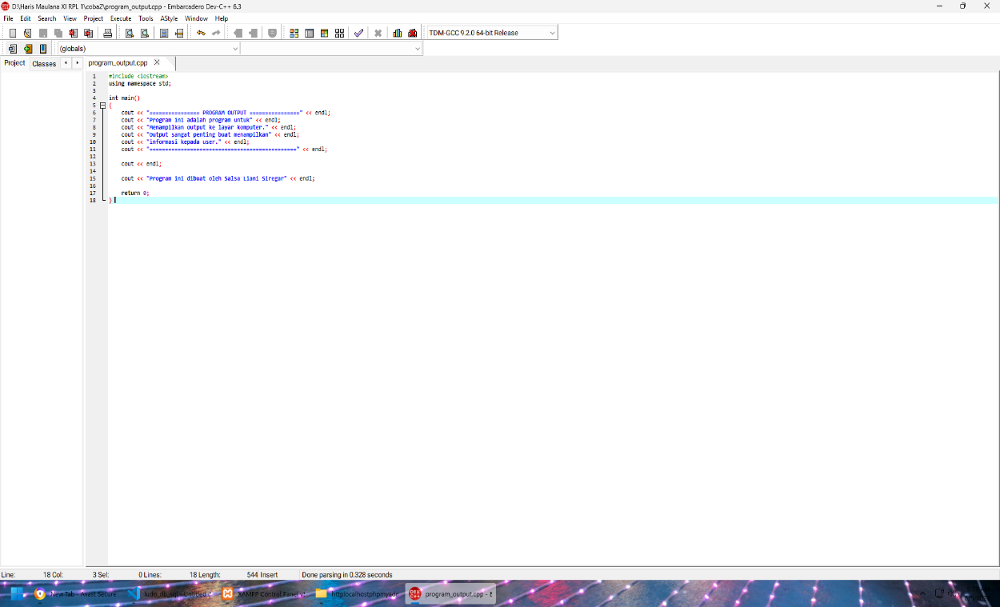 D:\Haris Maulana XI RPL 1\coba2\program_output.cpp - Embarcadero Dev-C++ 6.3
File Edit Search View Project Execute Tools AStyle Window Help
TDM-GCC 9.2.0 64-bit Release
(globals)
Project Classes program_output.cpp
1 #include <iostream>
2 using namespace std;
3
4 int main()
5 {
6 cout << "================ PROGRAM OUTPUT ================" << endl;
7 cout << "Program ini adalah program untuk" << endl;
8 cout << "Menampilkan output ke layar komputer." << endl;
9 cout << "Output sangat penting buat menampilkan" << endl;
10 cout << "informasi kepada user." << endl;
11 cout << "===============================================" << endl;
12
13 cout << endl;
14
15 cout << "Program ini dibuat oleh Salsa Liani Siregar" << endl;
16
17 return 0;
18 }
Line: 18 Col: 3 Sel: 0 Lines: 18 Length: 544 Insert Done parsing in 0.328 seconds
New Tab - Avast Secure ludo_db_sql - Untitled XAMPP Control Panel v httplocalhostphpmyadm program_output.cpp - E